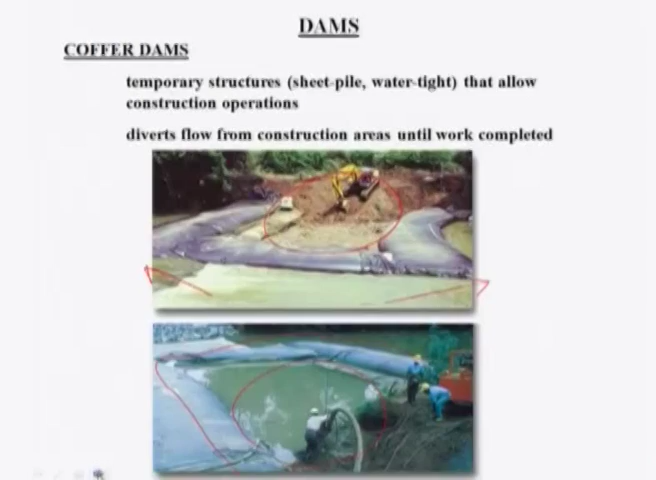 DAMS
COFFER DAMS
temporary structures (sheet-pile, water-tight) that allow
construction operations
diverts flow from construction areas until work completed